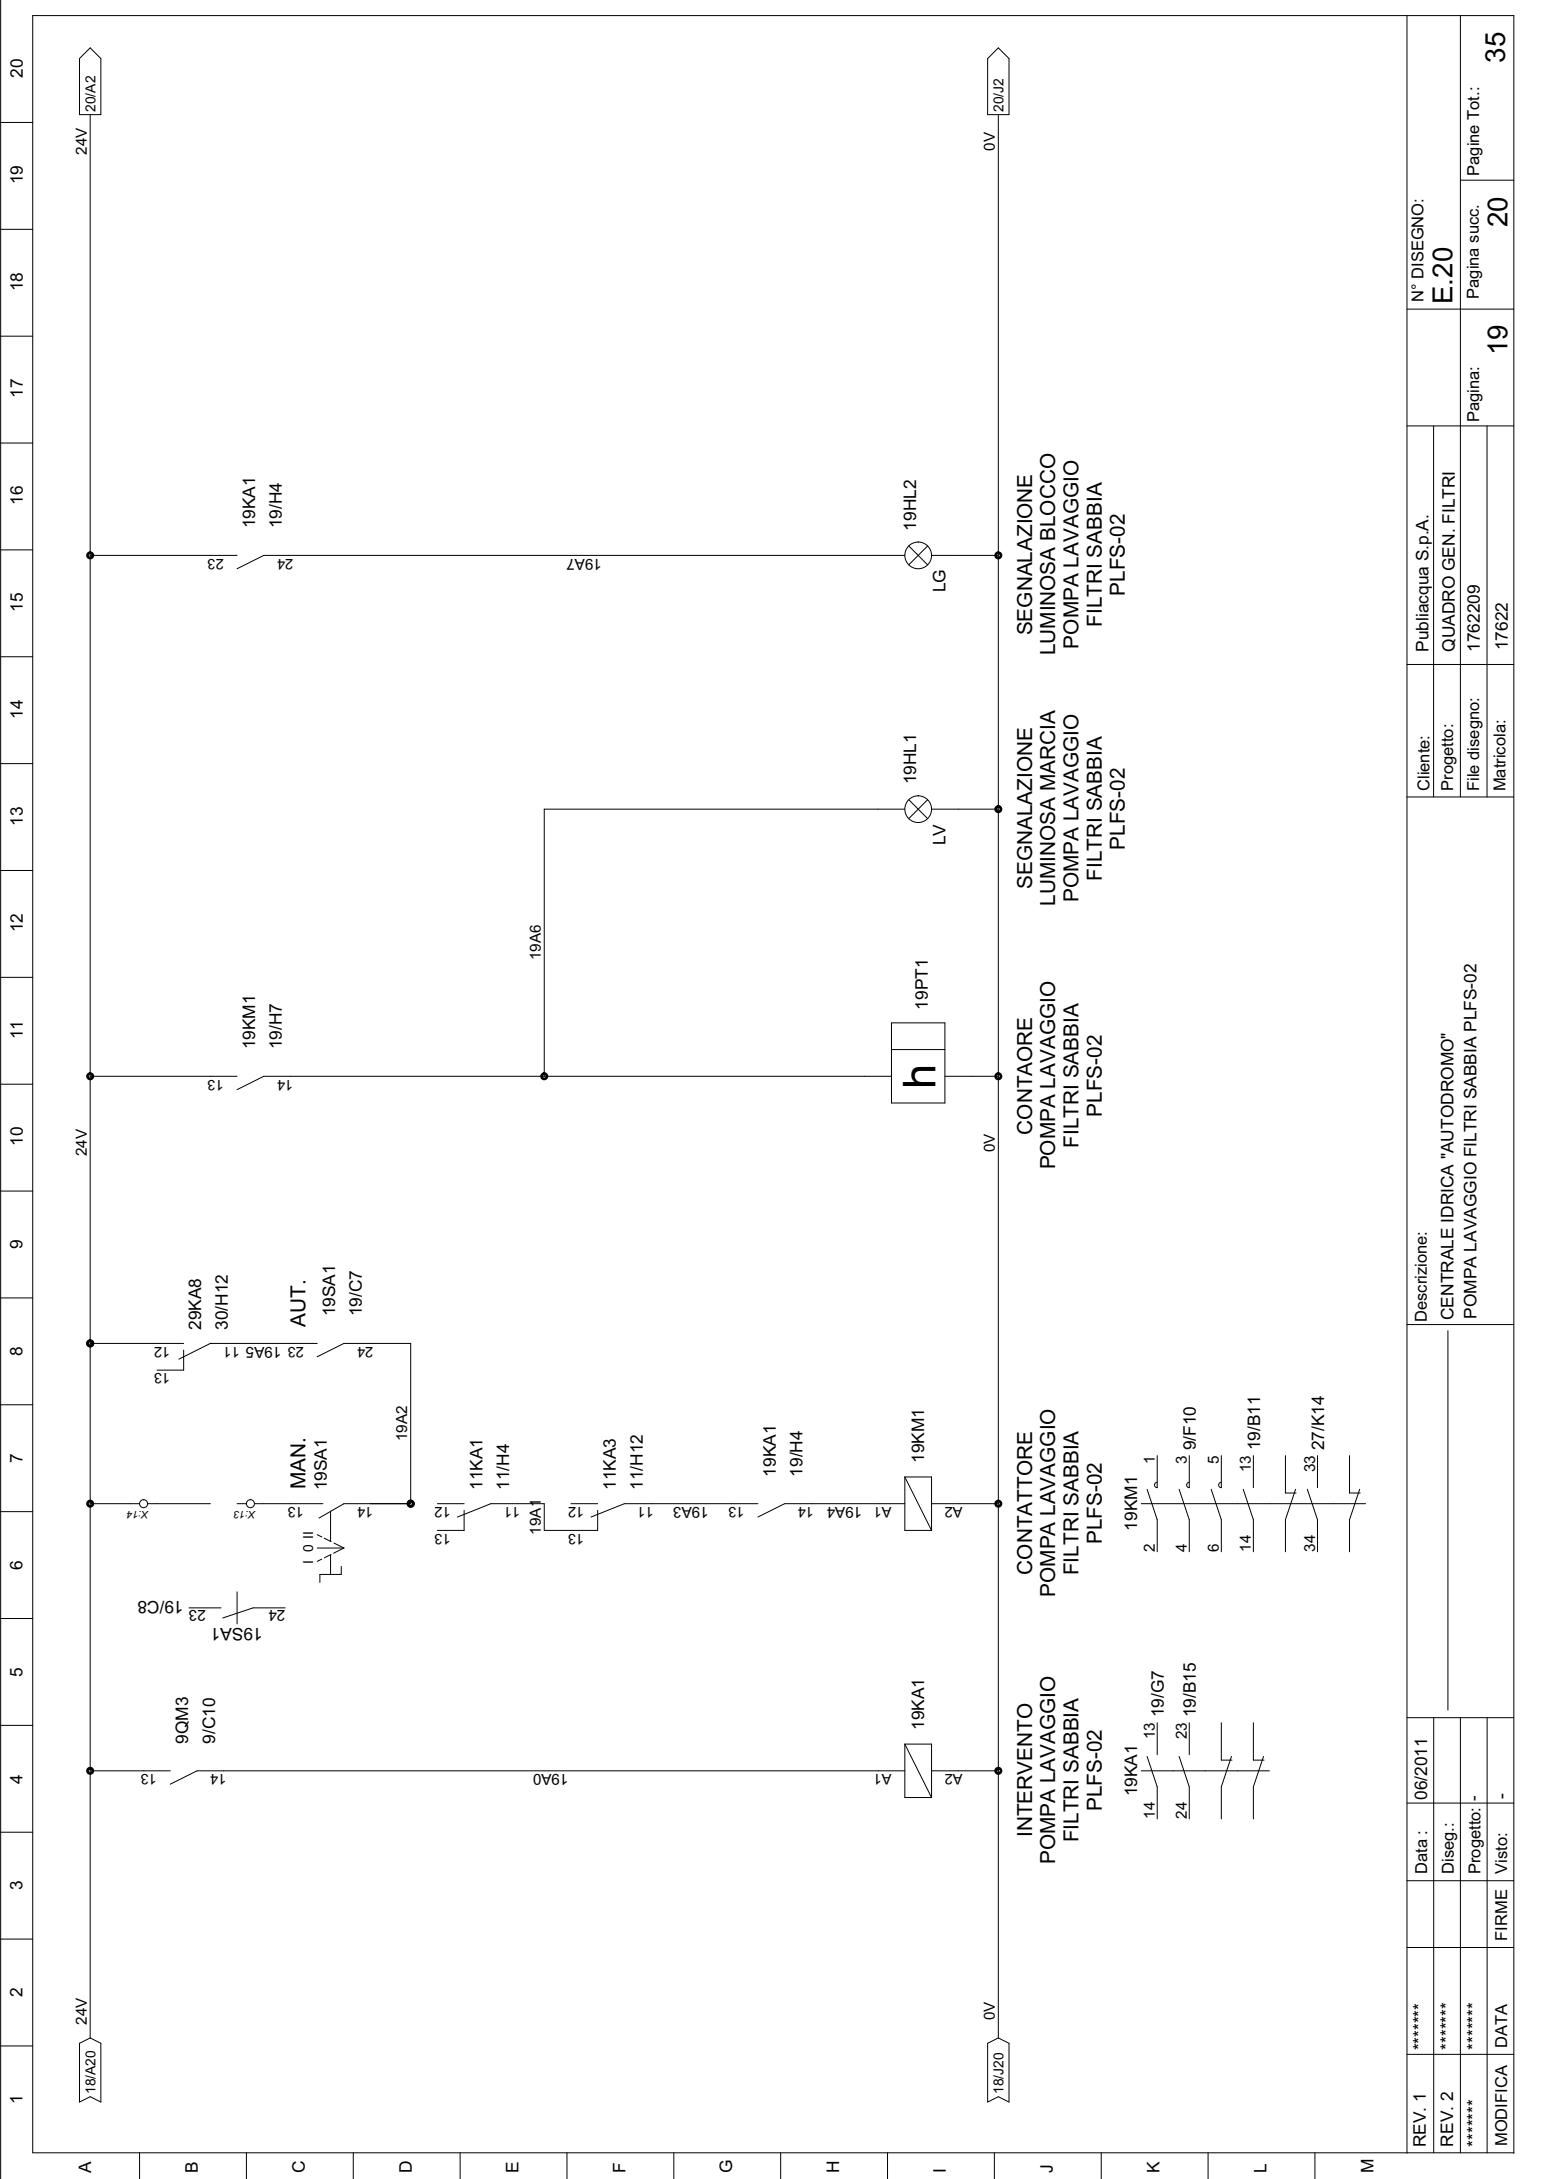 1 2 3 4 5 6 7 8 9 10 11 12 13 14 15 16 17 18 19 20
A
B
C
D
E
F
G
H
I
J
K
L
M
18/A20
24V
24V
24V
20/A2
18/J20
0V
0V
0V
20/J2
9QM3
9/C10
13
14
19A0
A1
A2
19KA1
INTERVENTO
POMPA LAVAGGIO
FILTRI SABBIA
PLFS-02
19KA1
14 13 19/G7
24 23 19/B15
19SA1
19/C8
23
24
X:14
X:13
MAN.
19SA1
13
14
I 0 II
19A2
11KA1
11/H4
12
13
11
19A1
11KA3
11/H12
12
13
11
19A3
19KA1
19/H4
13
14
19A4
A1
A2
19KM1
CONTATTORE
POMPA LAVAGGIO
FILTRI SABBIA
PLFS-02
19KM1
2 1
4 3 9/F10
6 5
14 13 19/B11
34 33 27/K14
29KA8
30/H12
12
13
11
19A5
AUT.
19SA1
19/C7
23
24
19KM1
19/H7
13
14
19A6
19PT1
h
CONTAORE
POMPA LAVAGGIO
FILTRI SABBIA
PLFS-02
19HL1
LV
SEGNALAZIONE
LUMINOSA MARCIA
POMPA LAVAGGIO
FILTRI SABBIA
PLFS-02
19KA1
19/H4
23
24
19A7
19HL2
LG
SEGNALAZIONE
LUMINOSA BLOCCO
POMPA LAVAGGIO
FILTRI SABBIA
PLFS-02
REV. 1 *******
REV. 2 *******
******* *******
MODIFICA DATA FIRME
Data : 06/2011
Diseg.:
Progetto: -
Visto: -
Descrizione:
CENTRALE IDRICA "AUTODROMO"
POMPA LAVAGGIO FILTRI SABBIA PLFS-02
Cliente: Publiacqua S.p.A.
Progetto: QUADRO GEN. FILTRI
File disegno: 1762209
Matricola: 17622
N° DISEGNO:
E.20
Pagina: 19
Pagina succ. 20
Pagine Tot.: 35